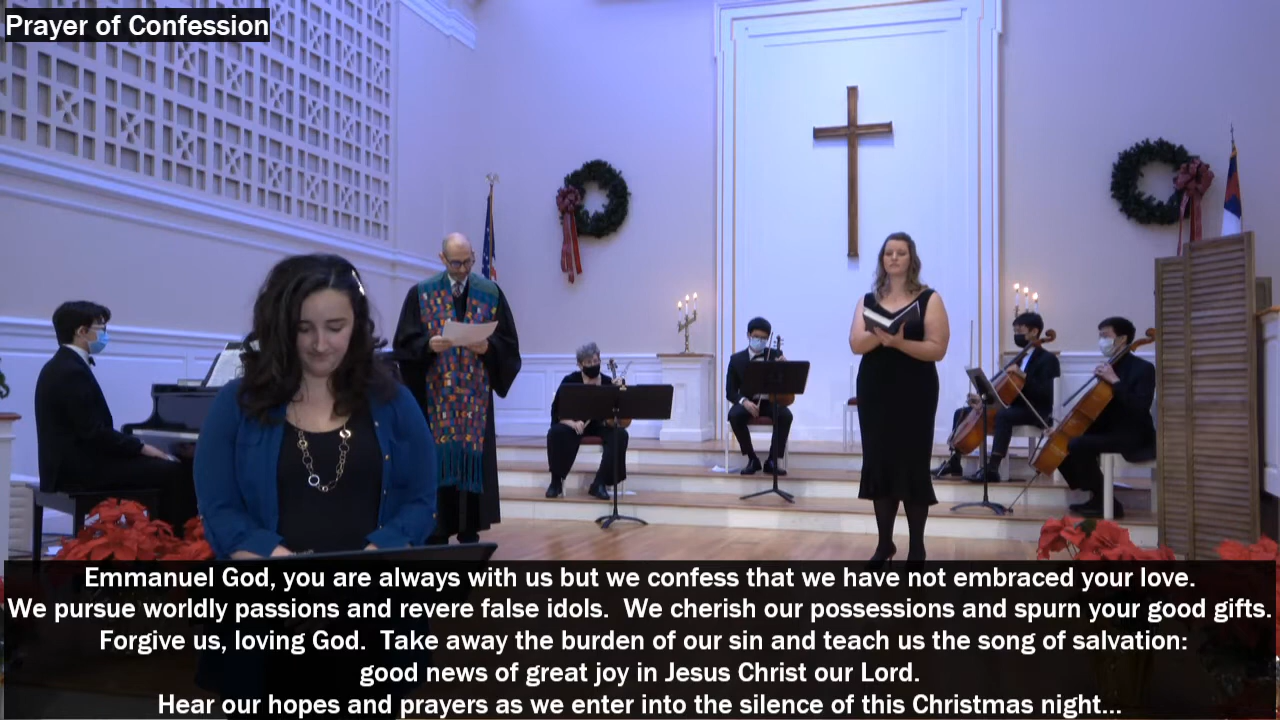 Prayer of Confession
Emmanuel God, you are always with us but we confess that we have not embraced your love.
We pursue worldly passions and revere false idols.  We cherish our possessions and spurn your good gifts.
Forgive us, loving God.  Take away the burden of our sin and teach us the song of salvation:
good news of great joy in Jesus Christ our Lord.
Hear our hopes and prayers as we enter into the silence of this Christmas night...